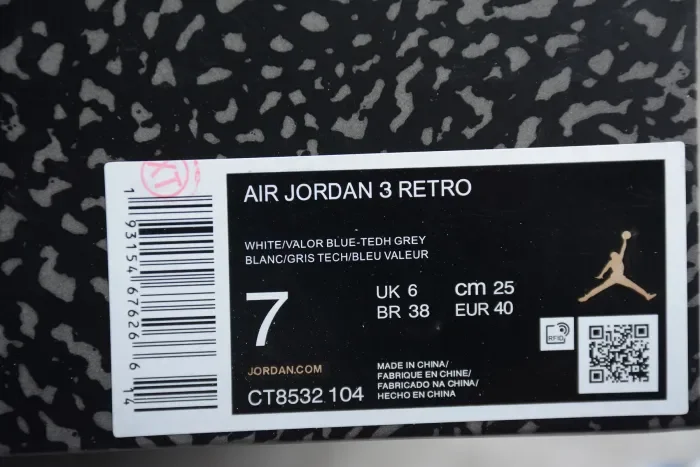 XT
1 93154 67626 6 14
AIR JORDAN 3 RETRO
WHITE/VALOR BLUE-TEDH GREY
BLANC/GRIS TECH/BLEU VALEUR
7
UK 6 cm 25
BR 38 EUR 40
RFID
JORDAN.COM
CT8532 104
MADE IN CHINA/
FABRIQUE EN CHINE/
FABRICADO NA CHINA/
HECHO EN CHINA